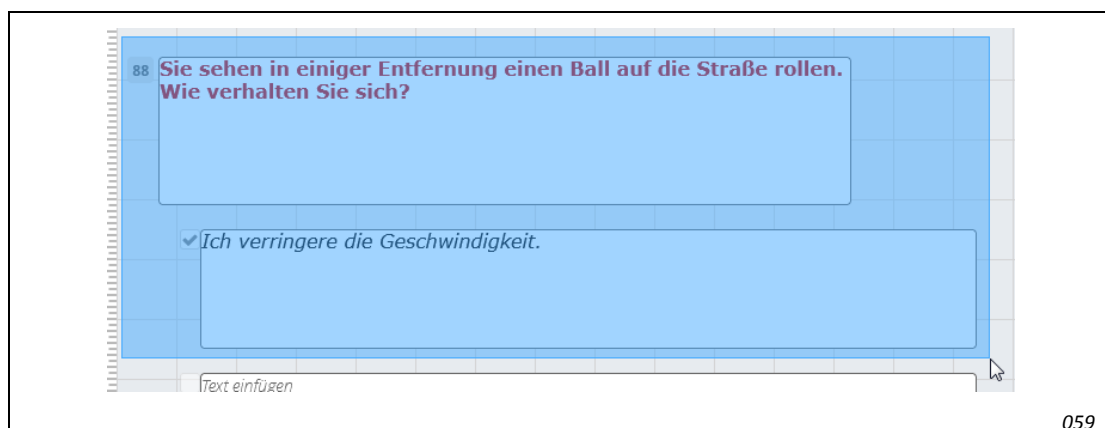 88 Sie sehen in einiger Entfernung einen Ball auf die Straße rollen.
Wie verhalten Sie sich?
Ich verringere die Geschwindigkeit.
Text einfügen
059